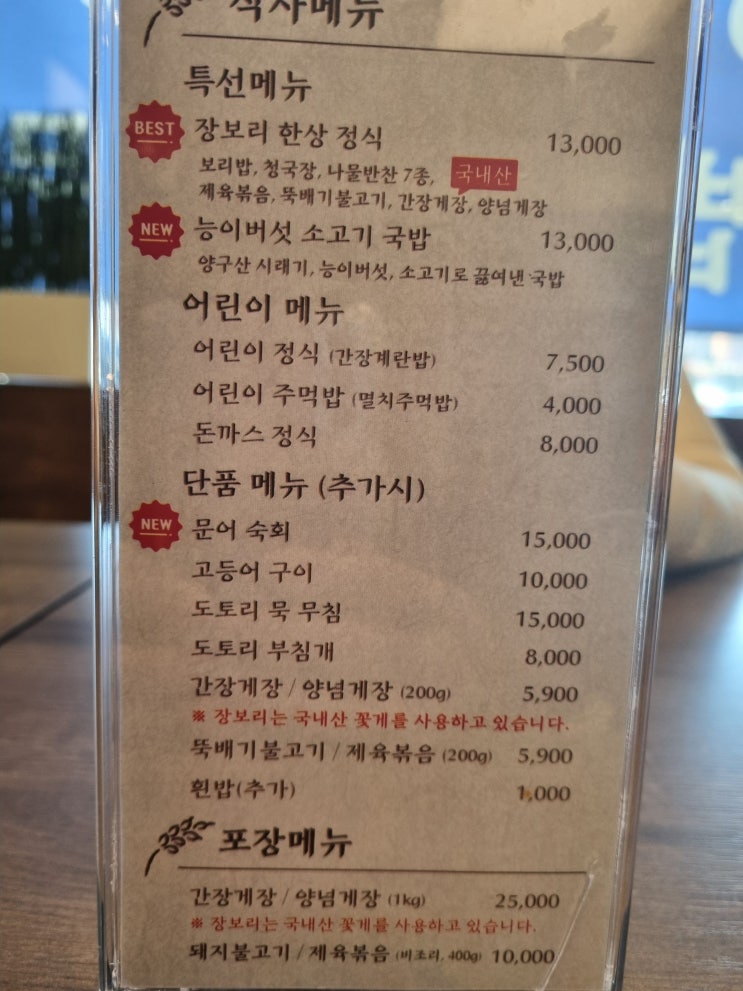 식사메뉴
특선메뉴
BEST 장보리 한상 정식 13,000
보리밥, 청국장, 나물반찬 7종, 국내산
제육볶음, 뚝배기불고기, 간장게장, 양념게장
NEW 능이버섯 소고기 국밥 13,000
양구산 시래기, 능이버섯, 소고기로 끓여낸 국밥
어린이 메뉴
어린이 정식 (간장계란밥) 7,500
어린이 주먹밥 (멸치주먹밥) 4,000
돈까스 정식 8,000
단품 메뉴 (추가시)
NEW 문어 숙회 15,000
고등어 구이 10,000
도토리 묵 무침 15,000
도토리 부침개 8,000
간장게장 / 양념게장 (200g) 5,900
※ 장보리는 국내산 꽃게를 사용하고 있습니다.
뚝배기불고기 / 제육볶음 (200g) 5,900
흰밥(추가) 1,000
포장메뉴
간장게장 / 양념게장 (1kg) 25,000
※ 장보리는 국내산 꽃게를 사용하고 있습니다.
돼지불고기 / 제육볶음 (비조리, 400g) 10,000